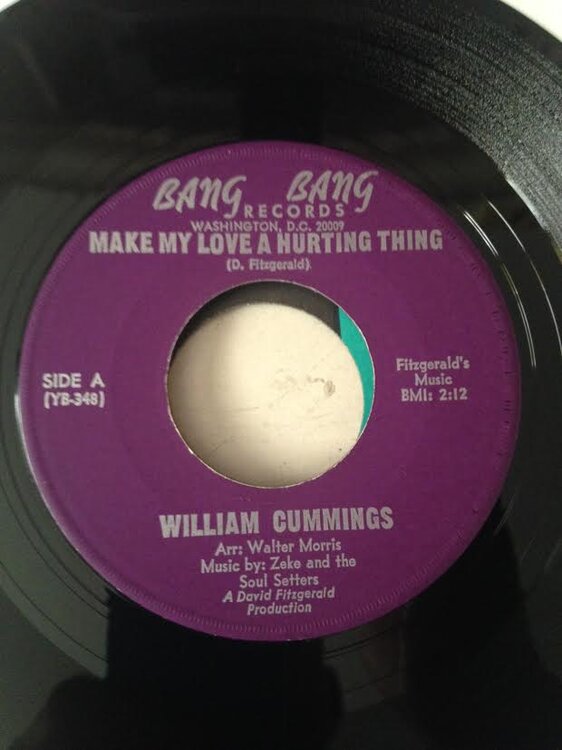 BANG BANG
RECORDS
WASHINGTON, D.C. 20009
MAKE MY LOVE A HURTING THING
(D. Fitzgerald)
SIDE A
(YB-348)
Fitzgerald's
Music
BMI: 2:12
WILLIAM CUMMINGS
Arr: Walter Morris
Music by: Zeke and the
Soul Setters
A David Fitzgerald
Production